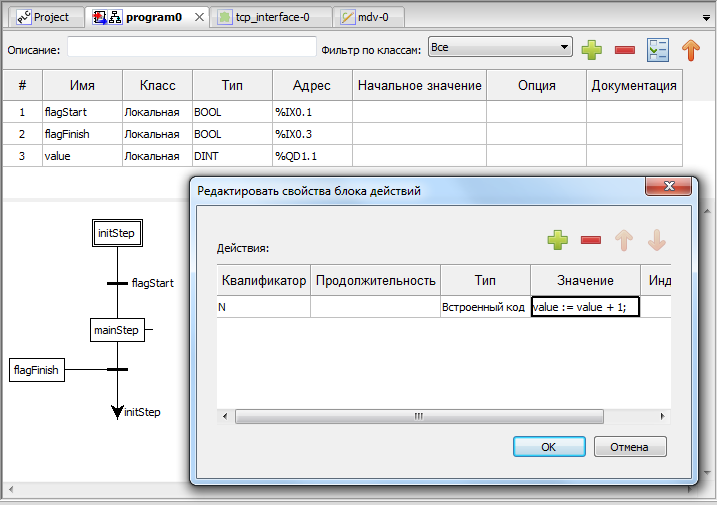 Project program0 tcp_interface-0 mdv-0
Описание: Фильтр по классам: Все
# Имя Класс Тип Адрес Начальное значение Опция Документация
1 flagStart Локальная BOOL %IX0.1
2 flagFinish Локальная BOOL %IX0.3
3 value Локальная DINT %QD1.1
initStep
flagStart
mainStep
flagFinish
initStep
Редактировать свойства блока действий
Действия:
Квалификатор Продолжительность Тип Значение Инд
N Встроенный код value := value + 1;
OK Отмена